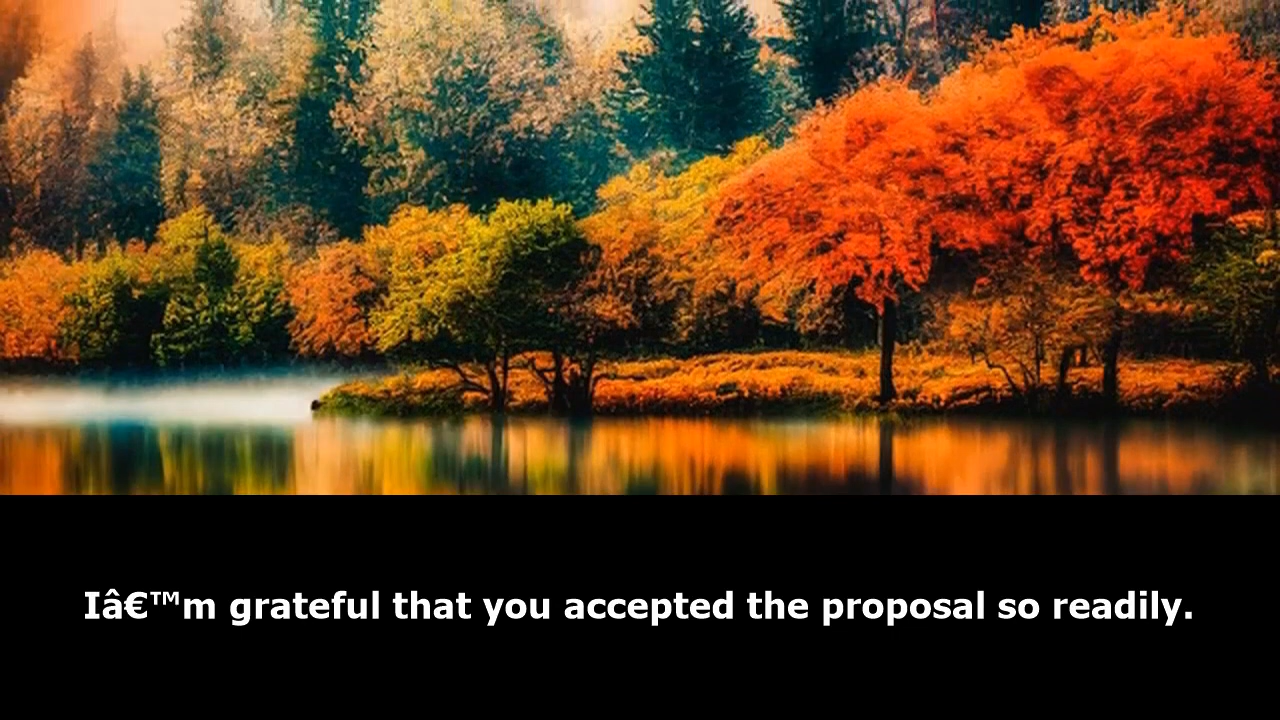 Iâ€™m grateful that you accepted the proposal so readily.